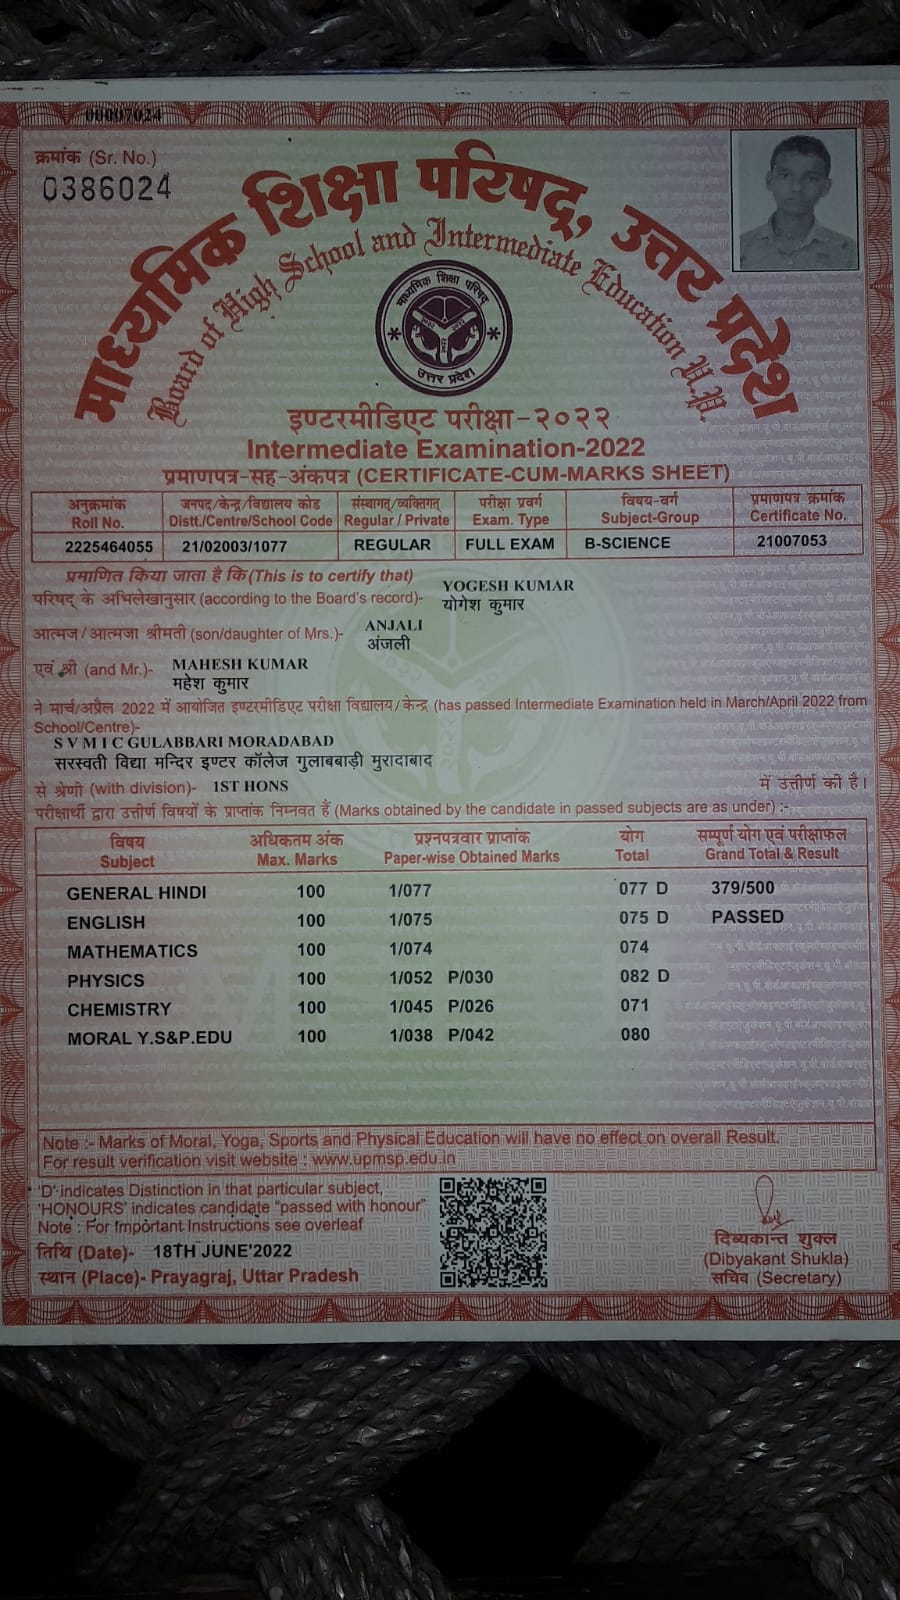 00007024
क्रमांक (Sr. No.)
0386024
माध्यमिक शिक्षा परिषद्, उत्तर प्रदेश
Board of High School and Intermediate Education U.P.
माध्यमिक शिक्षा परिषद
उत्तर प्रदेश
इण्टरमीडिएट परीक्षा-२०२२
Intermediate Examination-2022
प्रमाणपत्र-सह-अंकपत्र (CERTIFICATE-CUM-MARKS SHEET)
अनुक्रमांक जनपद/केन्द्र/विद्यालय कोड संस्थागत/व्यक्तिगत परीक्षा प्रवर्ग विषय-वर्ग प्रमाणपत्र क्रमांक
Roll No. Distt./Centre/School Code Regular / Private Exam. Type Subject-Group Certificate No.
2225464055 21/02003/1077 REGULAR FULL EXAM B-SCIENCE 21007053
प्रमाणित किया जाता है कि (This is to certify that)
परिषद् के अभिलेखानुसार (according to the Board's record)- YOGESH KUMAR
योगेश कुमार
आत्मज/आत्मजा श्रीमती (son/daughter of Mrs.)- ANJALI
अंजली
एवं श्री (and Mr.)- MAHESH KUMAR
महेश कुमार
ने मार्च/अप्रैल 2022 में आयोजित इण्टरमीडिएट परीक्षा विद्यालय/केन्द्र (has passed Intermediate Examination held in March/April 2022 from
School/Centre)-
S V M I C GULABBARI MORADABAD
सरस्वती विद्या मन्दिर इण्टर कॉलेज गुलाबबाड़ी मुरादाबाद
से श्रेणी (with division)- 1ST HONS में उत्तीर्ण की है।
परीक्षार्थी द्वारा उत्तीर्ण विषयों के प्राप्तांक निम्नवत हैं (Marks obtained by the candidate in passed subjects are as under) :-
विषय अधिकतम अंक प्रश्नपत्रवार प्राप्तांक योग सम्पूर्ण योग एवं परीक्षाफल
Subject Max. Marks Paper-wise Obtained Marks Total Grand Total & Result
GENERAL HINDI 100 1/077 077 D 379/500
ENGLISH 100 1/075 075 D PASSED
MATHEMATICS 100 1/074 074
PHYSICS 100 1/052 P/030 082 D
CHEMISTRY 100 1/045 P/026 071
MORAL Y.S&P.EDU 100 1/038 P/042 080
Note :- Marks of Moral, Yoga, Sports and Physical Education will have no effect on overall Result.
For result verification visit website : www.upmsp.edu.in
'D' indicates Distinction in that particular subject,
'HONOURS' indicates candidate "passed with honour"
Note : For Important Instructions see overleaf
तिथि (Date)- 18TH JUNE'2022
स्थान (Place)- Prayagraj, Uttar Pradesh
दिब्यकान्त शुक्ल
(Dibyakant Shukla)
सचिव (Secretary)